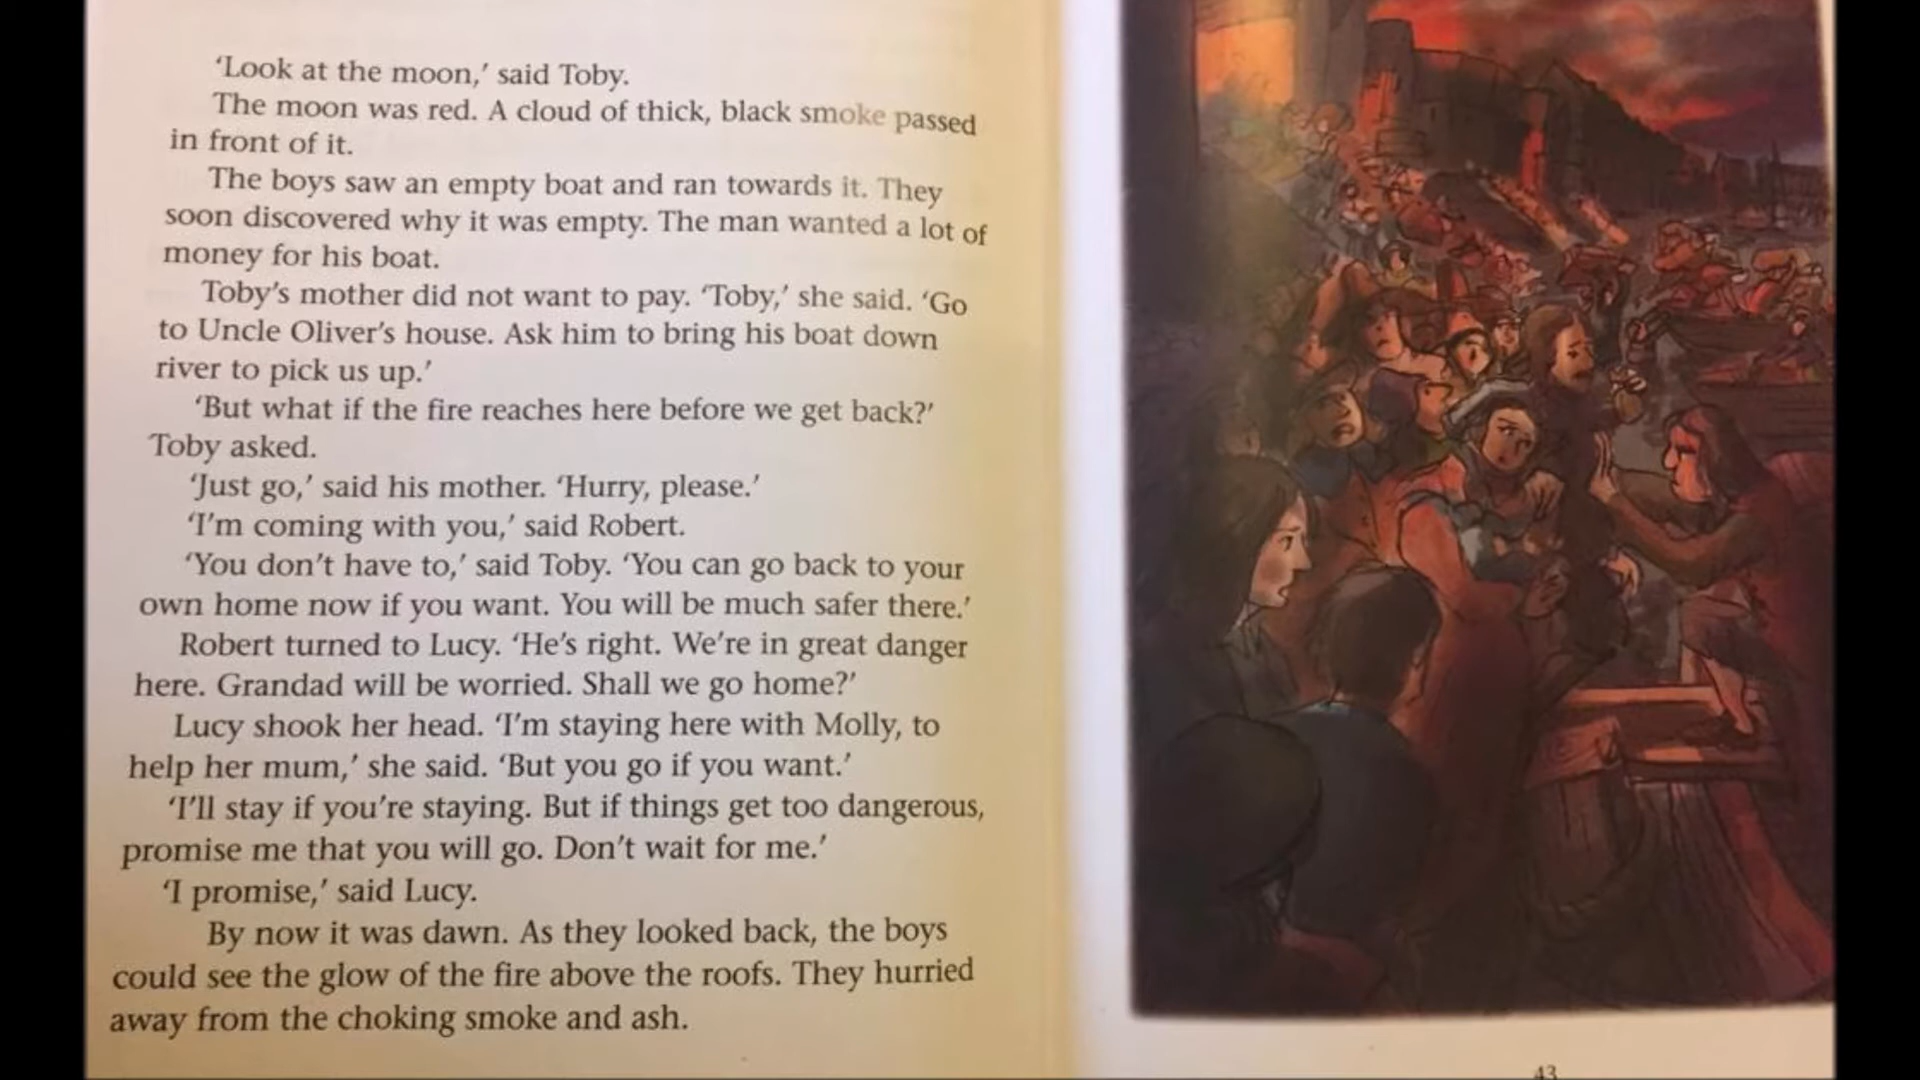 ‘Look at the moon,’ said Toby.
The moon was red. A cloud of thick, black smoke passed
in front of it.
The boys saw an empty boat and ran towards it. They
soon discovered why it was empty. The man wanted a lot of
money for his boat.
Toby’s mother did not want to pay. ‘Toby,’ she said. ‘Go
to Uncle Oliver’s house. Ask him to bring his boat down
river to pick us up.’
‘But what if the fire reaches here before we get back?’
Toby asked.
‘Just go,’ said his mother. ‘Hurry, please.’
‘I’m coming with you,’ said Robert.
‘You don’t have to,’ said Toby. ‘You can go back to your
own home now if you want. You will be much safer there.’
Robert turned to Lucy. ‘He’s right. We’re in great danger
here. Grandad will be worried. Shall we go home?’
Lucy shook her head. ‘I’m staying here with Molly, to
help her mum,’ she said. ‘But you go if you want.’
‘I’ll stay if you’re staying. But if things get too dangerous,
promise me that you will go. Don’t wait for me.’
‘I promise,’ said Lucy.
By now it was dawn. As they looked back, the boys
could see the glow of the fire above the roofs. They hurried
away from the choking smoke and ash.
43